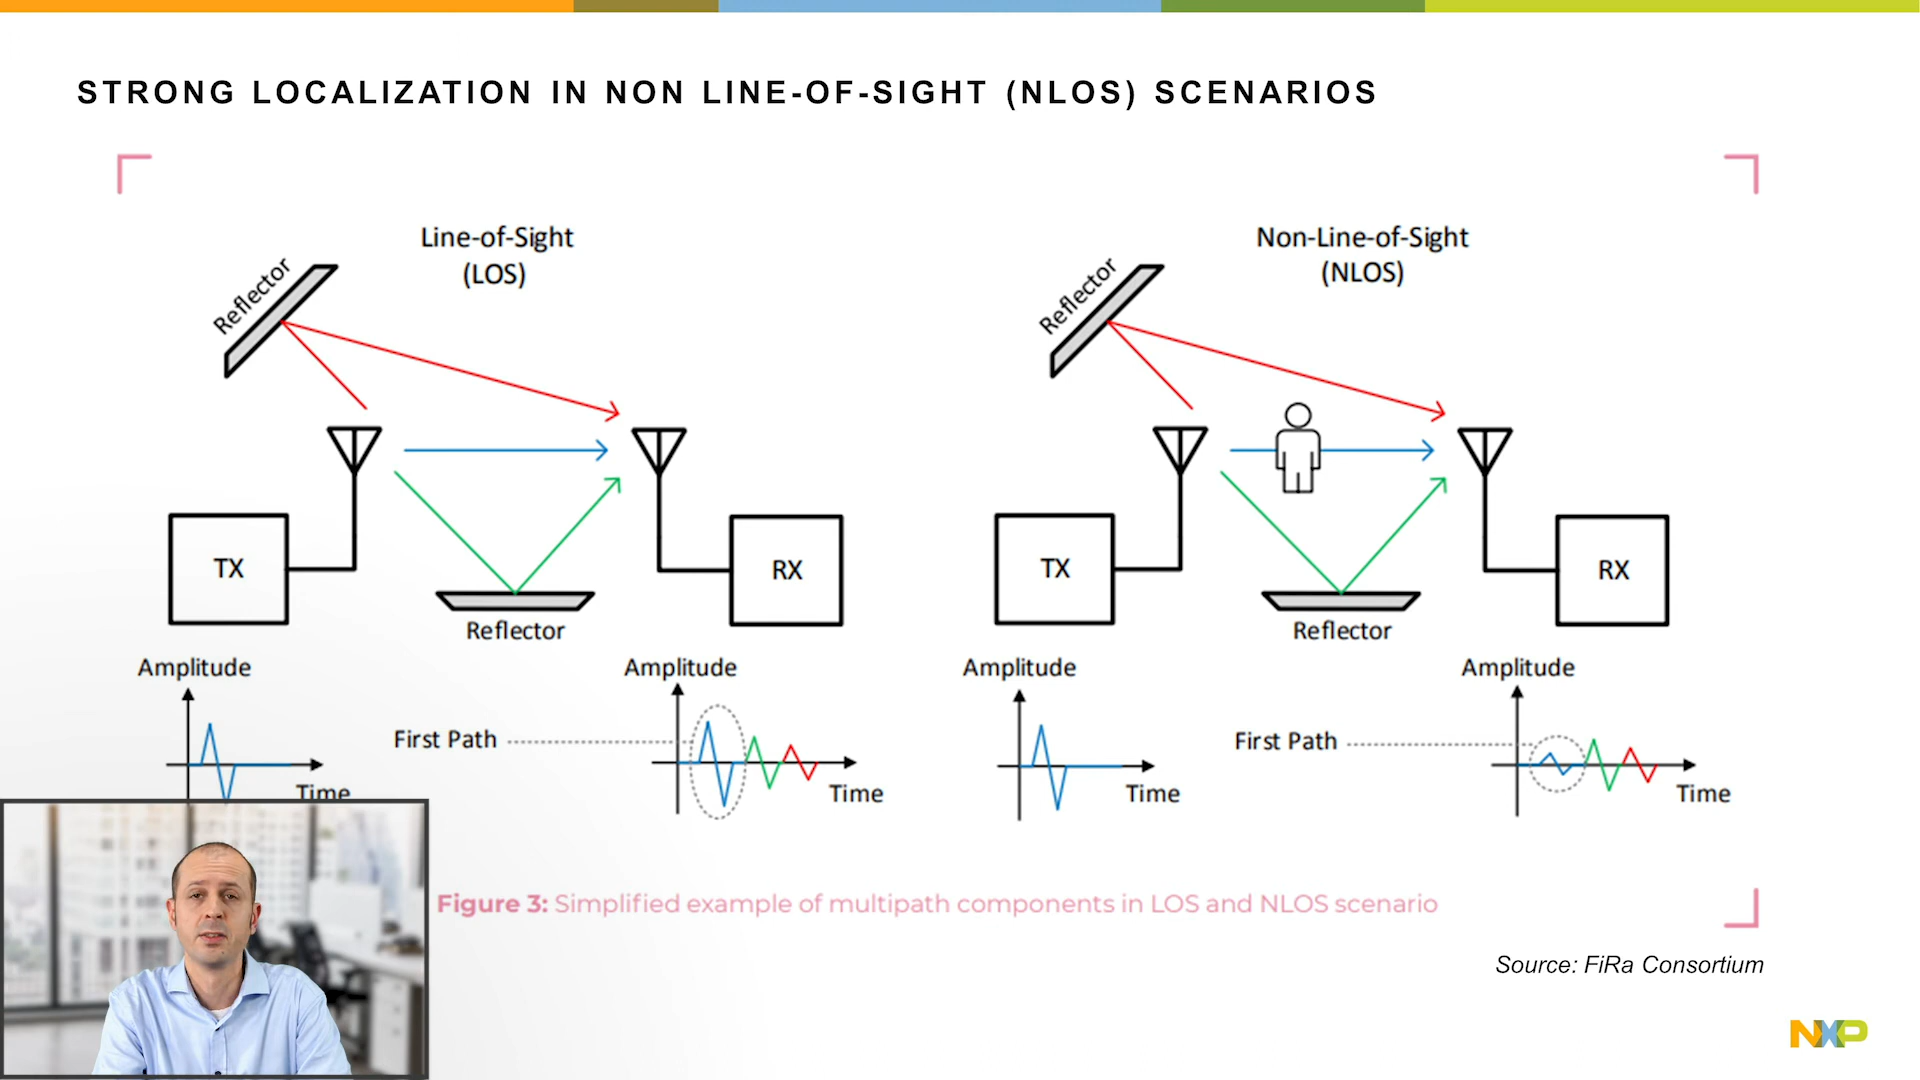 STRONG LOCALIZATION IN NON LINE-OF-SIGHT (NLOS) SCENARIOS
Line-of-Sight
(LOS)
Reflector
TX
RX
Reflector
Amplitude
Time
First Path
Amplitude
Time
Non-Line-of-Sight
(NLOS)
Reflector
TX
RX
Reflector
Amplitude
Time
First Path
Amplitude
Time
Figure 3: Simplified example of multipath components in LOS and NLOS scenario
Source: FiRa Consortium
NXP